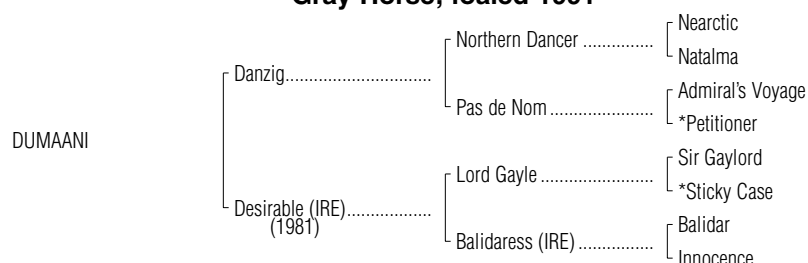 Gray Horse; foaled 1991
Nearctic
Northern Dancer ...............
Natalma
Danzig..............................
Admiral's Voyage
Pas de Nom ......................
*Petitioner
DUMAANI
Sir Gaylord
Lord Gayle ........................
*Sticky Case
Desirable (IRE)..................
(1981)
Balidar
Balidaress (IRE) ................
Innocence